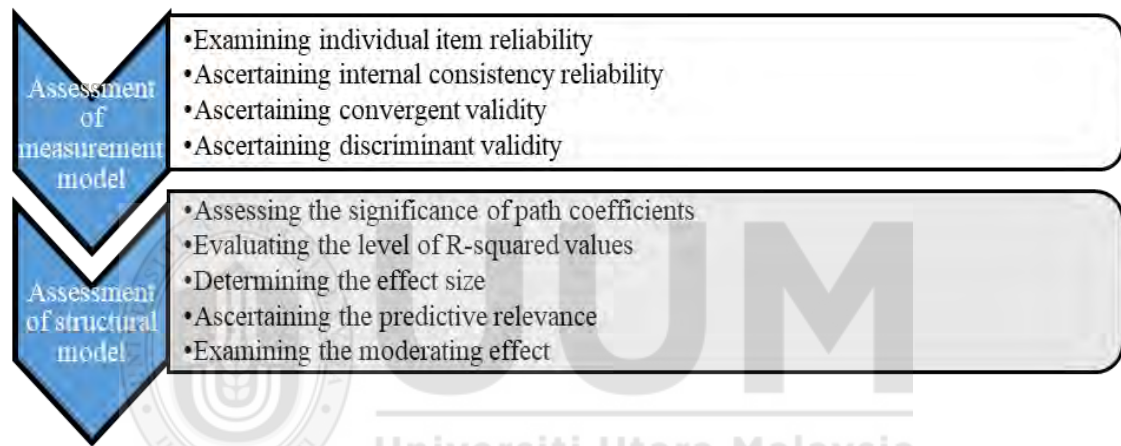 Assessment
of
measurement
model
•Examining individual item reliability
•Ascertaining internal consistency reliability
•Ascertaining convergent validity
•Ascertaining discriminant validity
Assessment
of structural
model
•Assessing the significance of path coefficients
•Evaluating the level of R-squared values
•Determining the effect size
•Ascertaining the predictive relevance
•Examining the moderating effect
UUM
Universiti Utara Malaysia